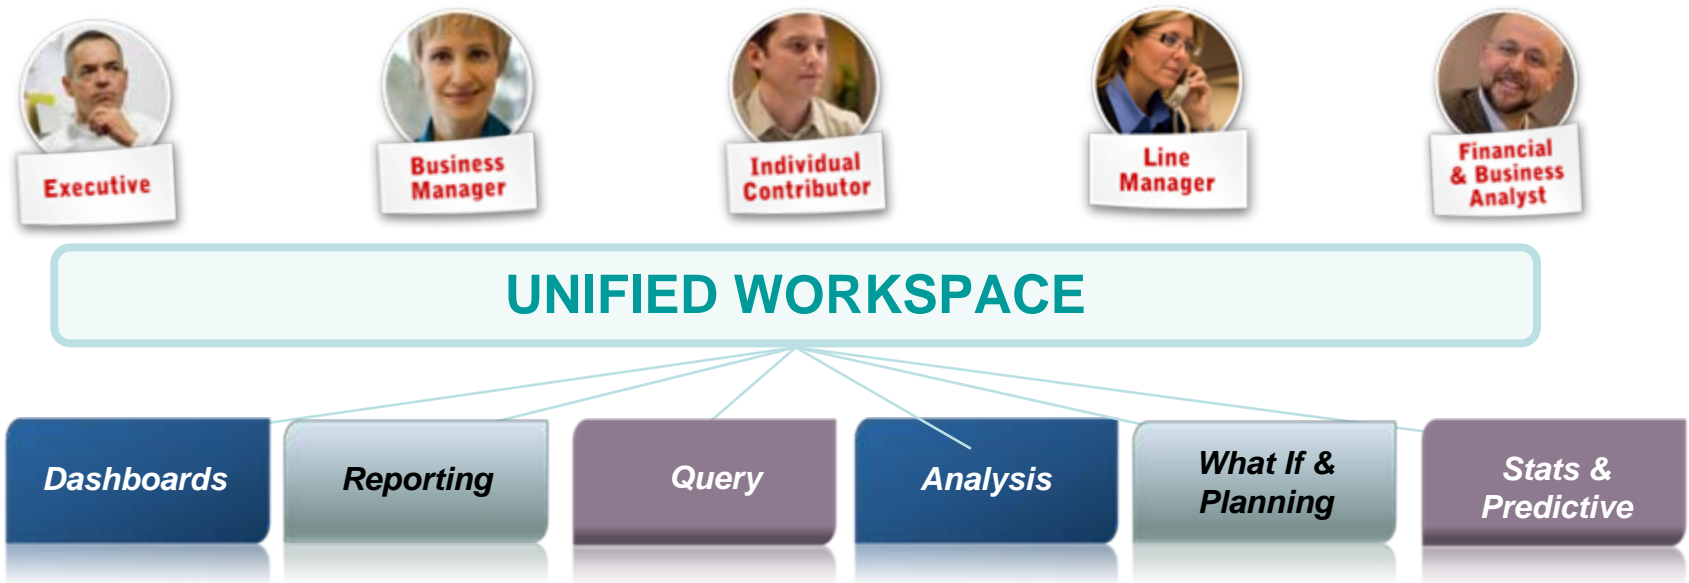 Executive
Business
Manager
Individual
Contributor
Line
Manager
Financial
& Business
Analyst
UNIFIED WORKSPACE
Dashboards
Reporting
Query
Analysis
What If &
Planning
Stats &
Predictive